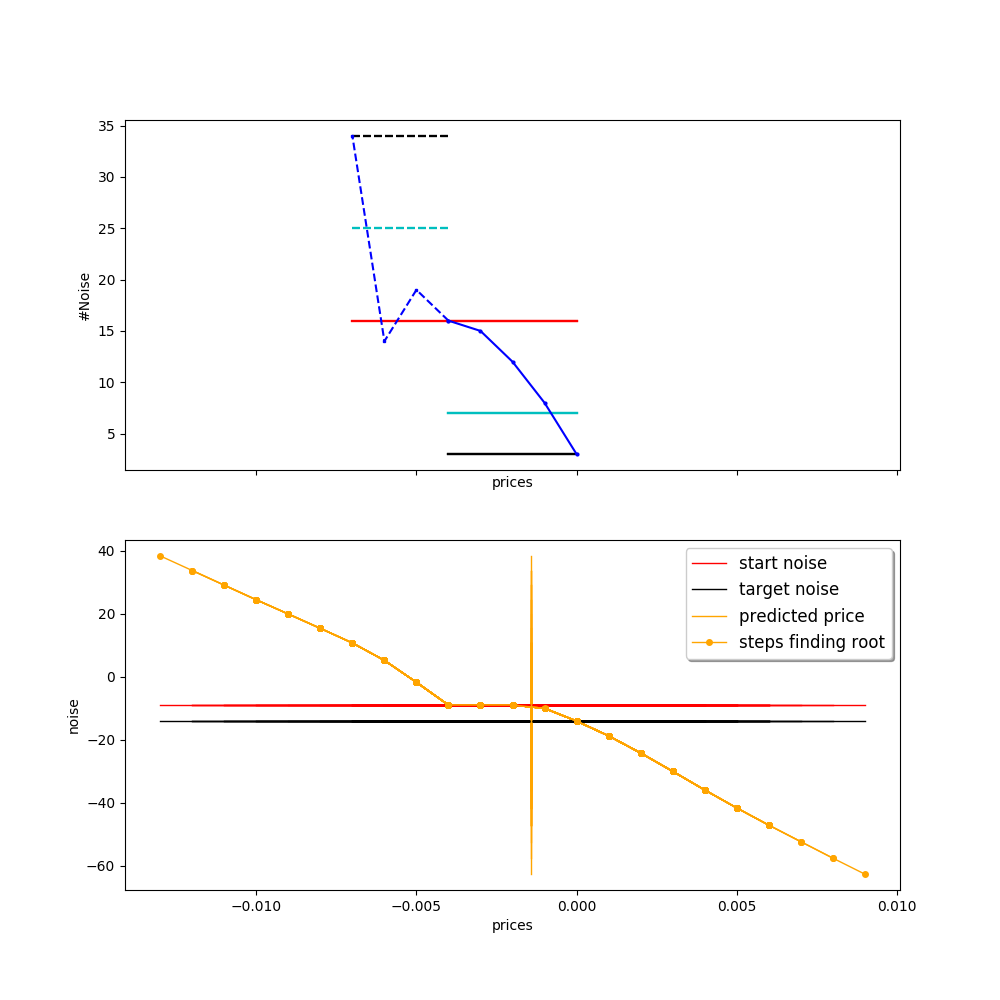 35
30
25
20
15
10
5
#Noise
prices
40
20
0
−20
−40
−60
noise
start noise
target noise
predicted price
steps finding root
−0.010
−0.005
0.000
0.005
0.010
prices